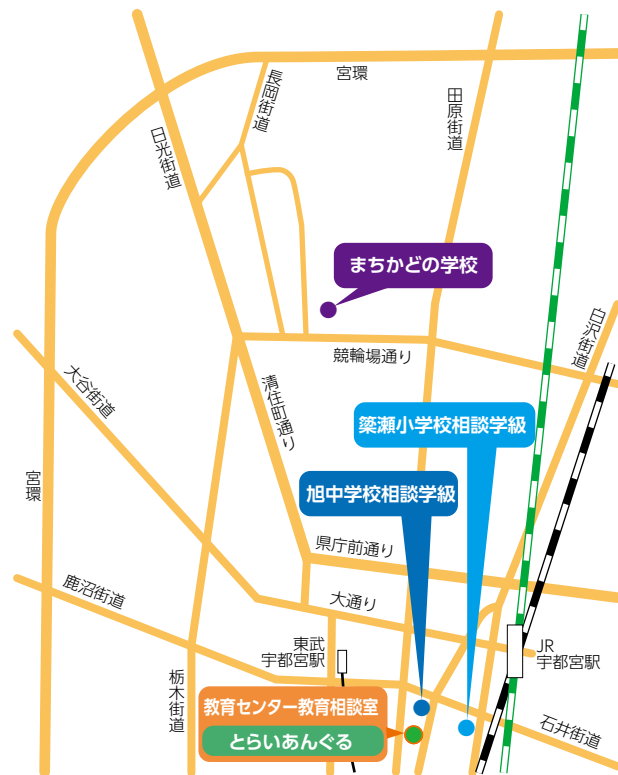 宮環
長岡街道
田原街道
日光街道
まちかどの学校
白沢街道
競輪場通り
大谷街道
清住町通り
簗瀬小学校相談学級
宮環
旭中学校相談学級
県庁前通り
鹿沼街道
大通り
東武
宇都宮駅
JR
宇都宮駅
栃木街道
教育センター教育相談室
とらいあんぐる
石井街道